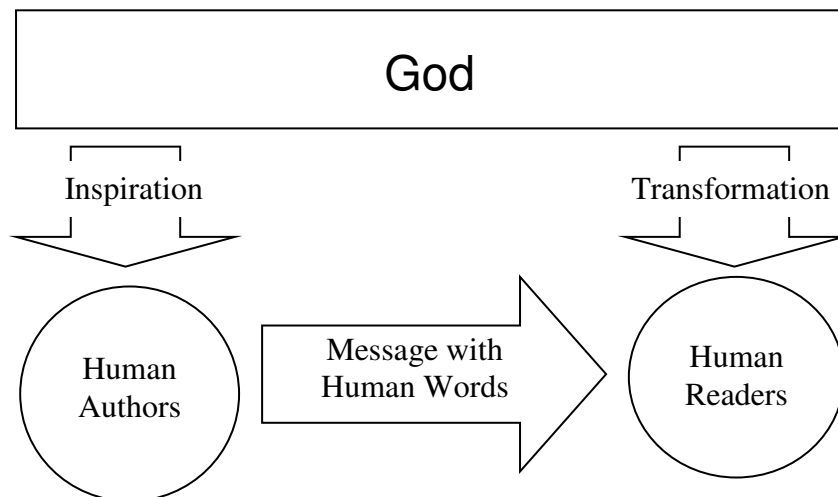 God
Inspiration
Transformation
Human
Authors
Message with
Human Words
Human
Readers